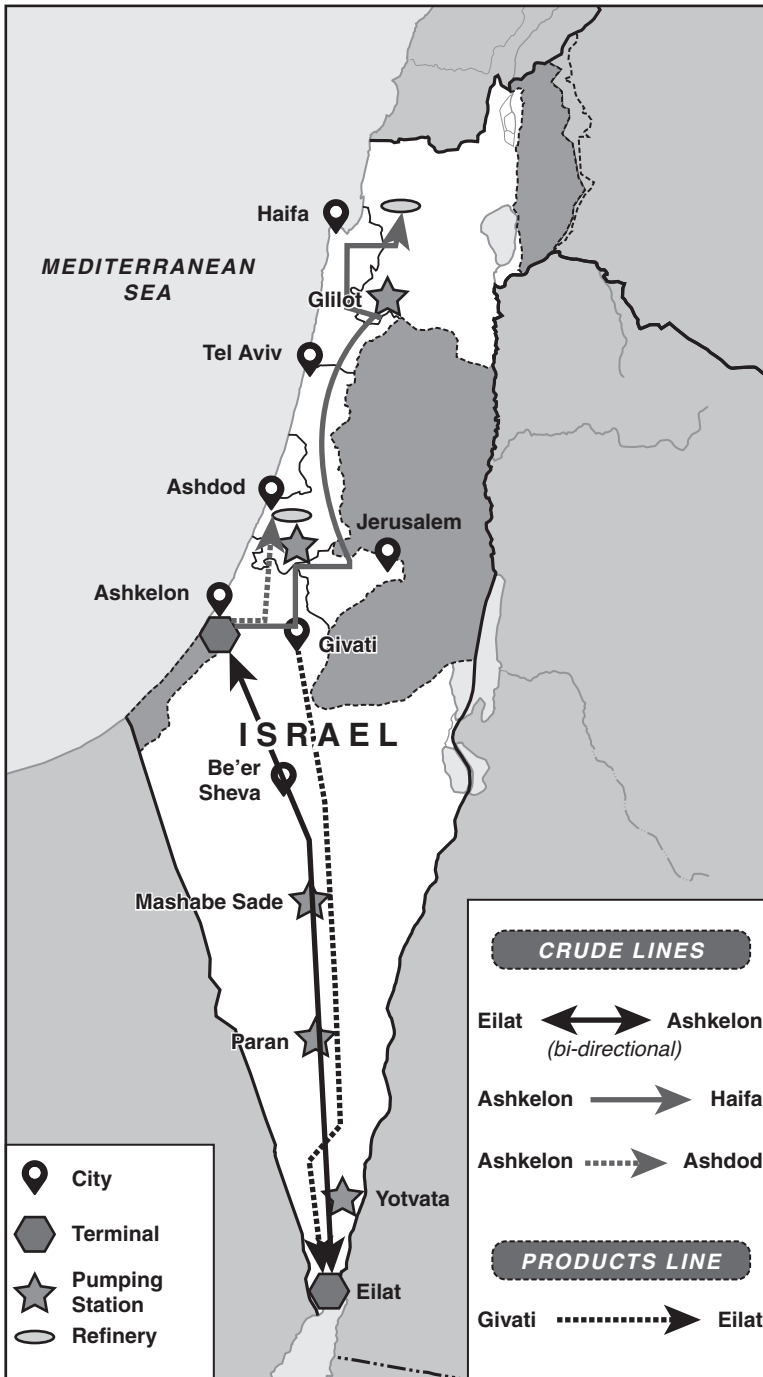 Haifa
MEDITERRANEAN
SEA
Glilot
Tel Aviv
Ashdod
Jerusalem
Ashkelon
Givati
ISRAEL
Be’er
Sheva
Mashabe Sade
Paran
Yotvata
Eilat
City
Terminal
Pumping
Station
Refinery
CRUDE LINES
Eilat Ashkelon
(bi-directional)
Ashkelon Haifa
Ashkelon Ashdod
PRODUCTS LINE
Givati Eilat